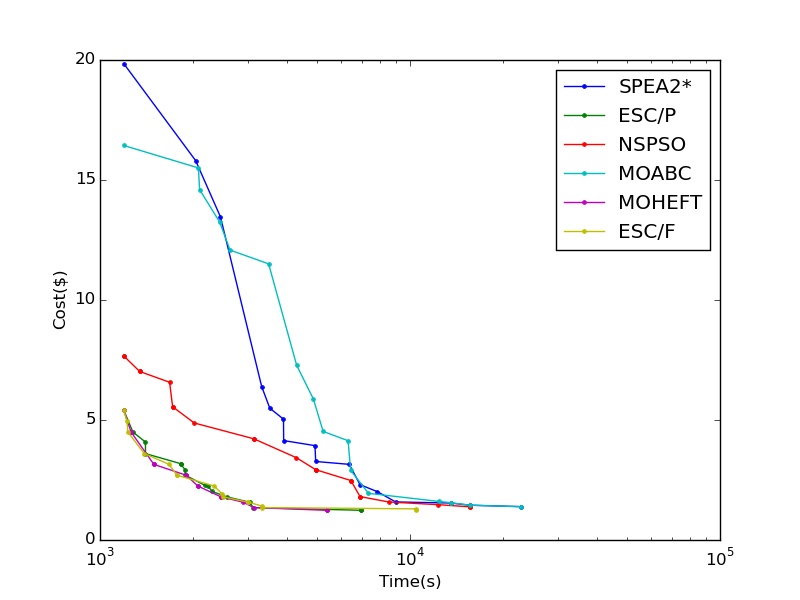 20
15
10
5
0
Cost($)
10³
10⁴
10⁵
Time(s)
SPEA2*
ESC/P
NSPSO
MOABC
MOHEFT
ESC/F